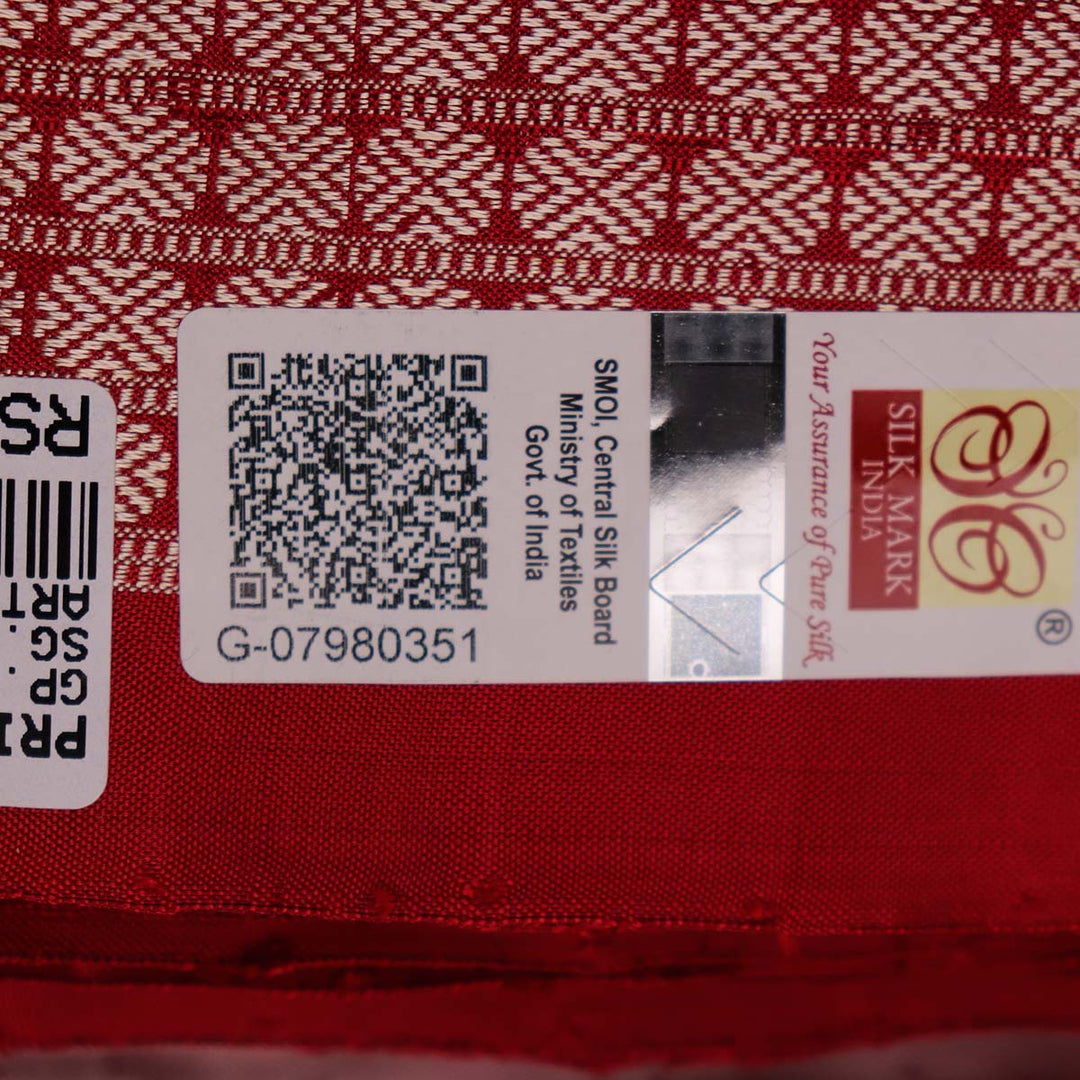 G-07980351
SMOI, Central Silk Board
Ministry of Textiles
Govt. of India
Your Assurance of Pure Silk
SILK MARK
INDIA
®
RS
ART.
SG
GP.
PRI